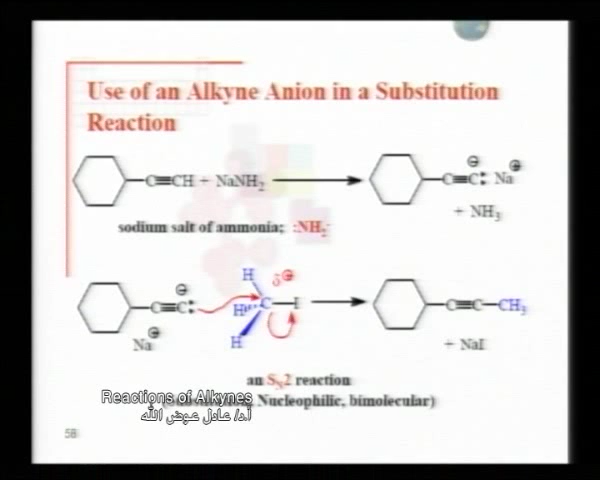 Use of an Alkyne Anion in a Substitution
Reaction
C≡CH + NaNH₂
C≡C: ⊖ Na ⊕
+ NH₃
sodium salt of ammonia; :NH₂⁻
C≡C: ⊖
Na ⊕
H
H
H
C—I
δ⊖
C≡C—CH₃
+ NaI
an SN2 reaction
Nucleophilic, bimolecular)
Reactions of Alkynes
أ.د/ عادل عوض الله
58